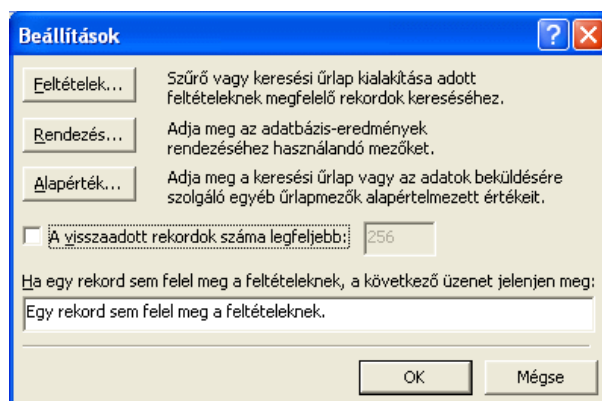 Beállítások
Feltételek...
Szűrő vagy keresési űrlap kialakítása adott
feltételeknek megfelelő rekordok kereséséhez.
Rendezés...
Adja meg az adatbázis-eredmények
rendezéséhez használandó mezőket.
Alapérték...
Adja meg a keresési űrlap vagy az adatok beküldésére
szolgáló egyéb űrlapmezők alapértelmezett értékeit.
A visszaadott rekordok száma legfeljebb: 256
Ha egy rekord sem felel meg a feltételeknek, a következő üzenet jelenjen meg:
Egy rekord sem felel meg a feltételeknek.
OK Mégse